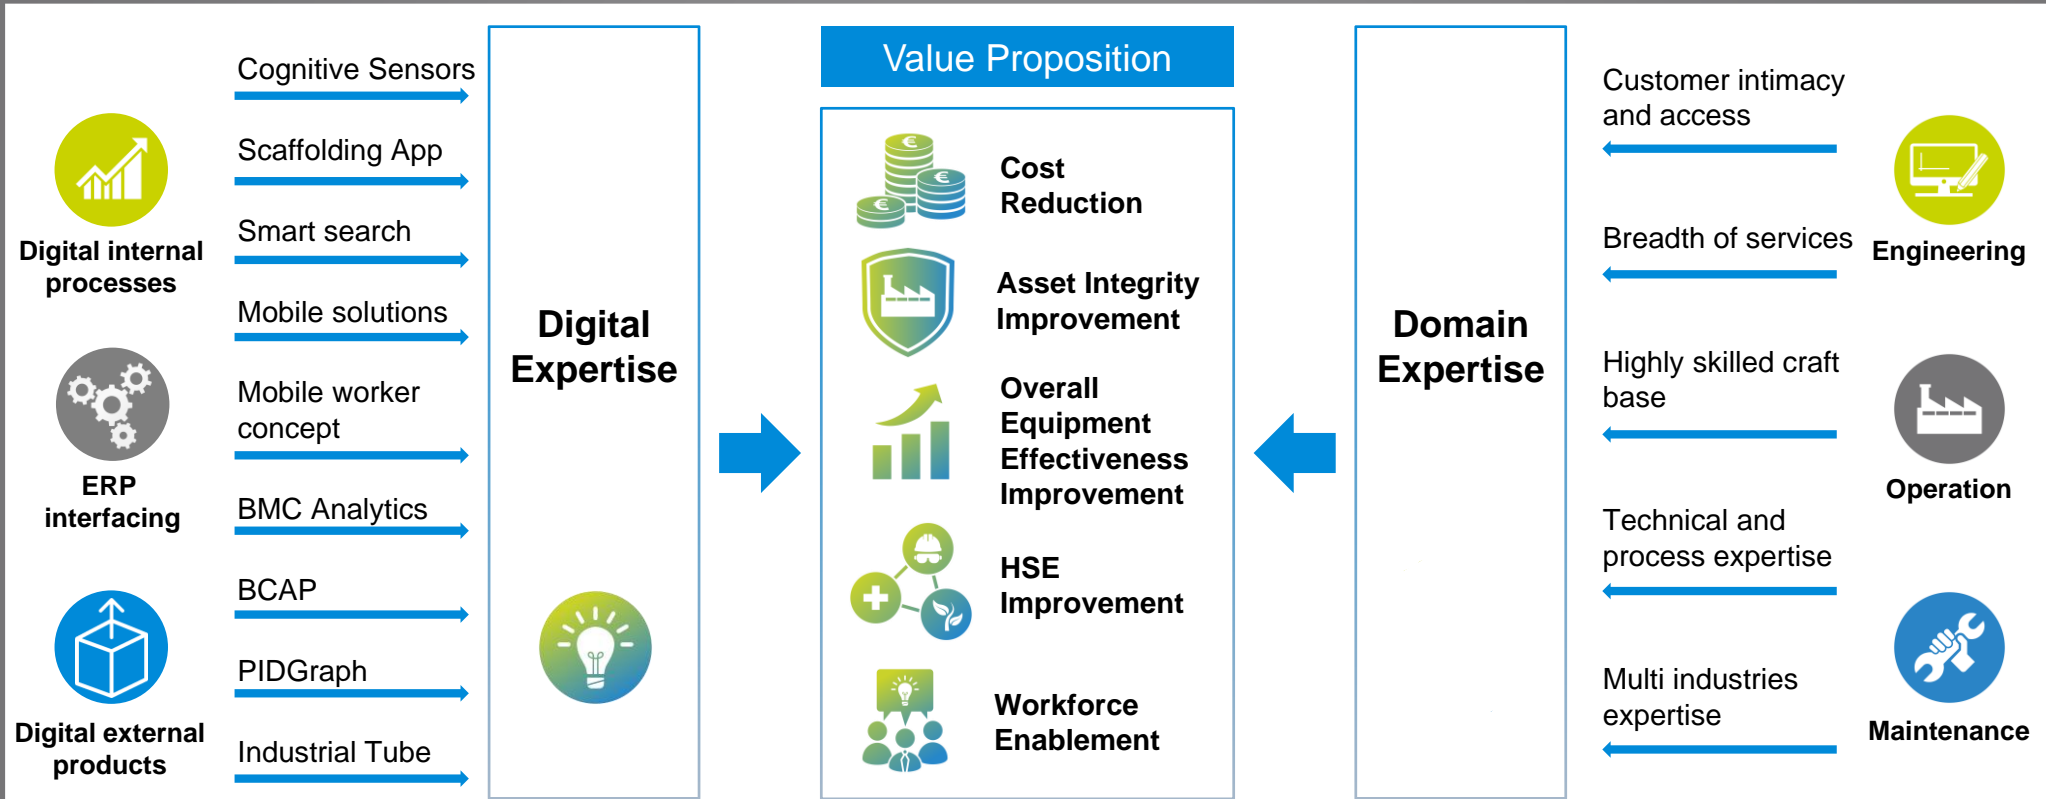 Value Proposition
Cognitive Sensors
Scaffolding App
Smart search
Mobile solutions
Mobile worker
concept
BMC Analytics
BCAP
PIDGraph
Industrial Tube
Digital internal
processes
ERP
interfacing
Digital external
products
Digital
Expertise
Cost
Reduction
Asset Integrity
Improvement
Overall
Equipment
Effectiveness
Improvement
HSE
Improvement
Workforce
Enablement
Domain
Expertise
Customer intimacy
and access
Breadth of services
Highly skilled craft
base
Technical and
process expertise
Multi industries
expertise
Engineering
Operation
Maintenance
€
€
€